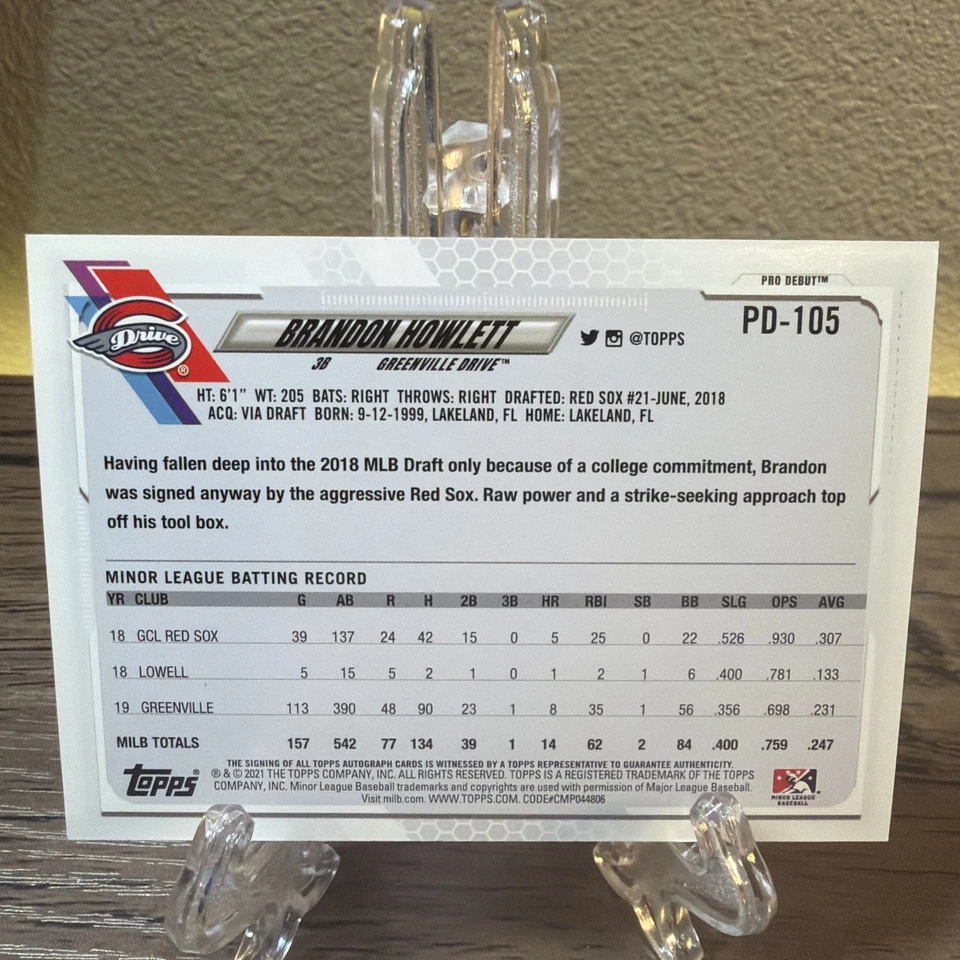 PRO DEBUT™
PD-105
Drive®
BRANDON HOWLETT
@TOPPS
3B GREENVILLE DRIVE™
HT: 6'1" WT: 205 BATS: RIGHT THROWS: RIGHT DRAFTED: RED SOX #21-JUNE, 2018
ACQ: VIA DRAFT BORN: 9-12-1999, LAKELAND, FL HOME: LAKELAND, FL
Having fallen deep into the 2018 MLB Draft only because of a college commitment, Brandon
was signed anyway by the aggressive Red Sox. Raw power and a strike-seeking approach top
off his tool box.
MINOR LEAGUE BATTING RECORD
YR CLUB G AB R H 2B 3B HR RBI SB BB SLG OPS AVG
18 GCL RED SOX 39 137 24 42 15 0 5 25 0 22 .526 .930 .307
18 LOWELL 5 15 5 2 1 0 1 2 1 6 .400 .781 .133
19 GREENVILLE 113 390 48 90 23 1 8 35 1 56 .356 .698 .231
MILB TOTALS 157 542 77 134 39 1 14 62 2 84 .400 .759 .247
THE SIGNING OF ALL TOPPS AUTOGRAPH CARDS IS WITNESSED BY A TOPPS REPRESENTATIVE TO GUARANTEE AUTHENTICITY.
® & © 2021 THE TOPPS COMPANY, INC. ALL RIGHTS RESERVED. TOPPS IS A REGISTERED TRADEMARK OF THE TOPPS
COMPANY, INC. Minor League Baseball trademarks and copyrights are used with permission of Major League Baseball.
Visit milb.com. WWW.TOPPS.COM. CODE#CMP044806
topps®
MINOR LEAGUE
BASEBALL